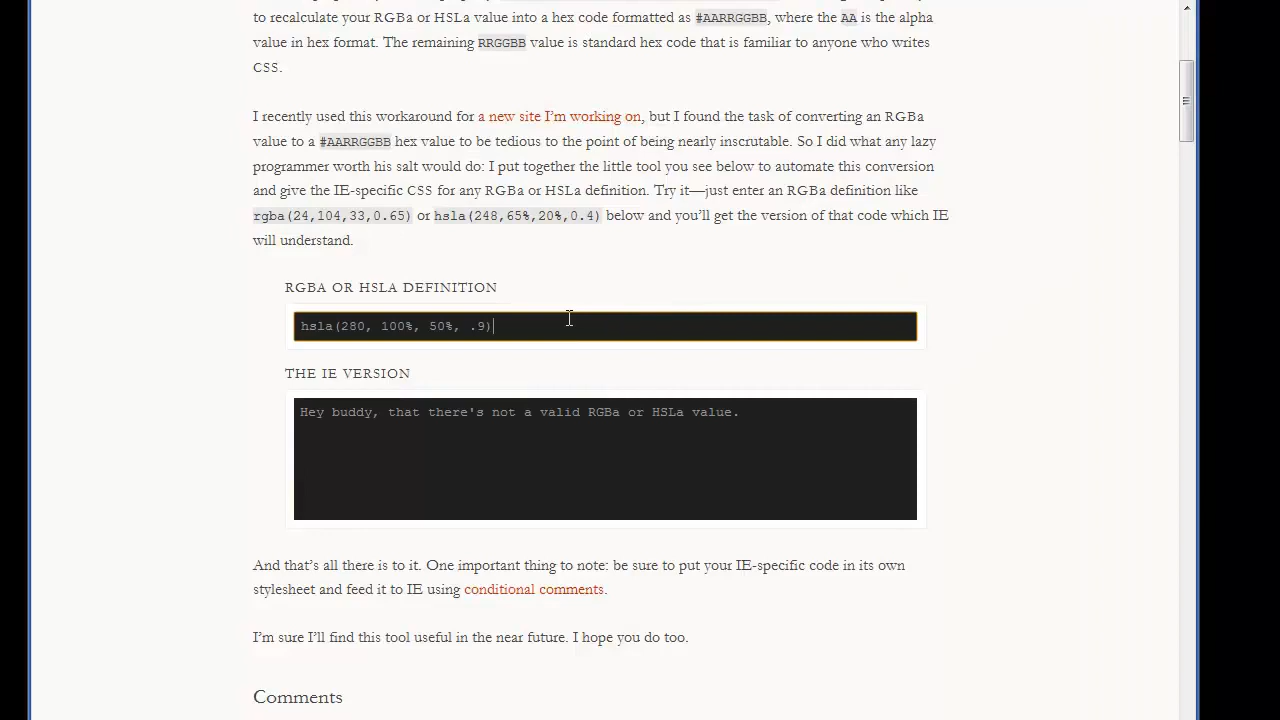 to recalculate your RGBa or HSLa value into a hex code formatted as #AARRGGBB, where the AA is the alpha
value in hex format. The remaining RRGGBB value is standard hex code that is familiar to anyone who writes
CSS.
I recently used this workaround for a new site I'm working on, but I found the task of converting an RGBa
value to a #AARRGGBB hex value to be tedious to the point of being nearly inscrutable. So I did what any lazy
programmer worth his salt would do: I put together the little tool you see below to automate this conversion
and give the IE-specific CSS for any RGBa or HSLa definition. Try it—just enter an RGBa definition like
rgba(24,104,33,0.65) or hsla(248,65%,20%,0.4) below and you'll get the version of that code which IE
will understand.
RGBA OR HSLA DEFINITION
hsla(280, 100%, 50%, .9)
THE IE VERSION
Hey buddy, that there's not a valid RGBa or HSLa value.
And that's all there is to it. One important thing to note: be sure to put your IE-specific code in its own
stylesheet and feed it to IE using conditional comments.
I'm sure I'll find this tool useful in the near future. I hope you do too.
Comments